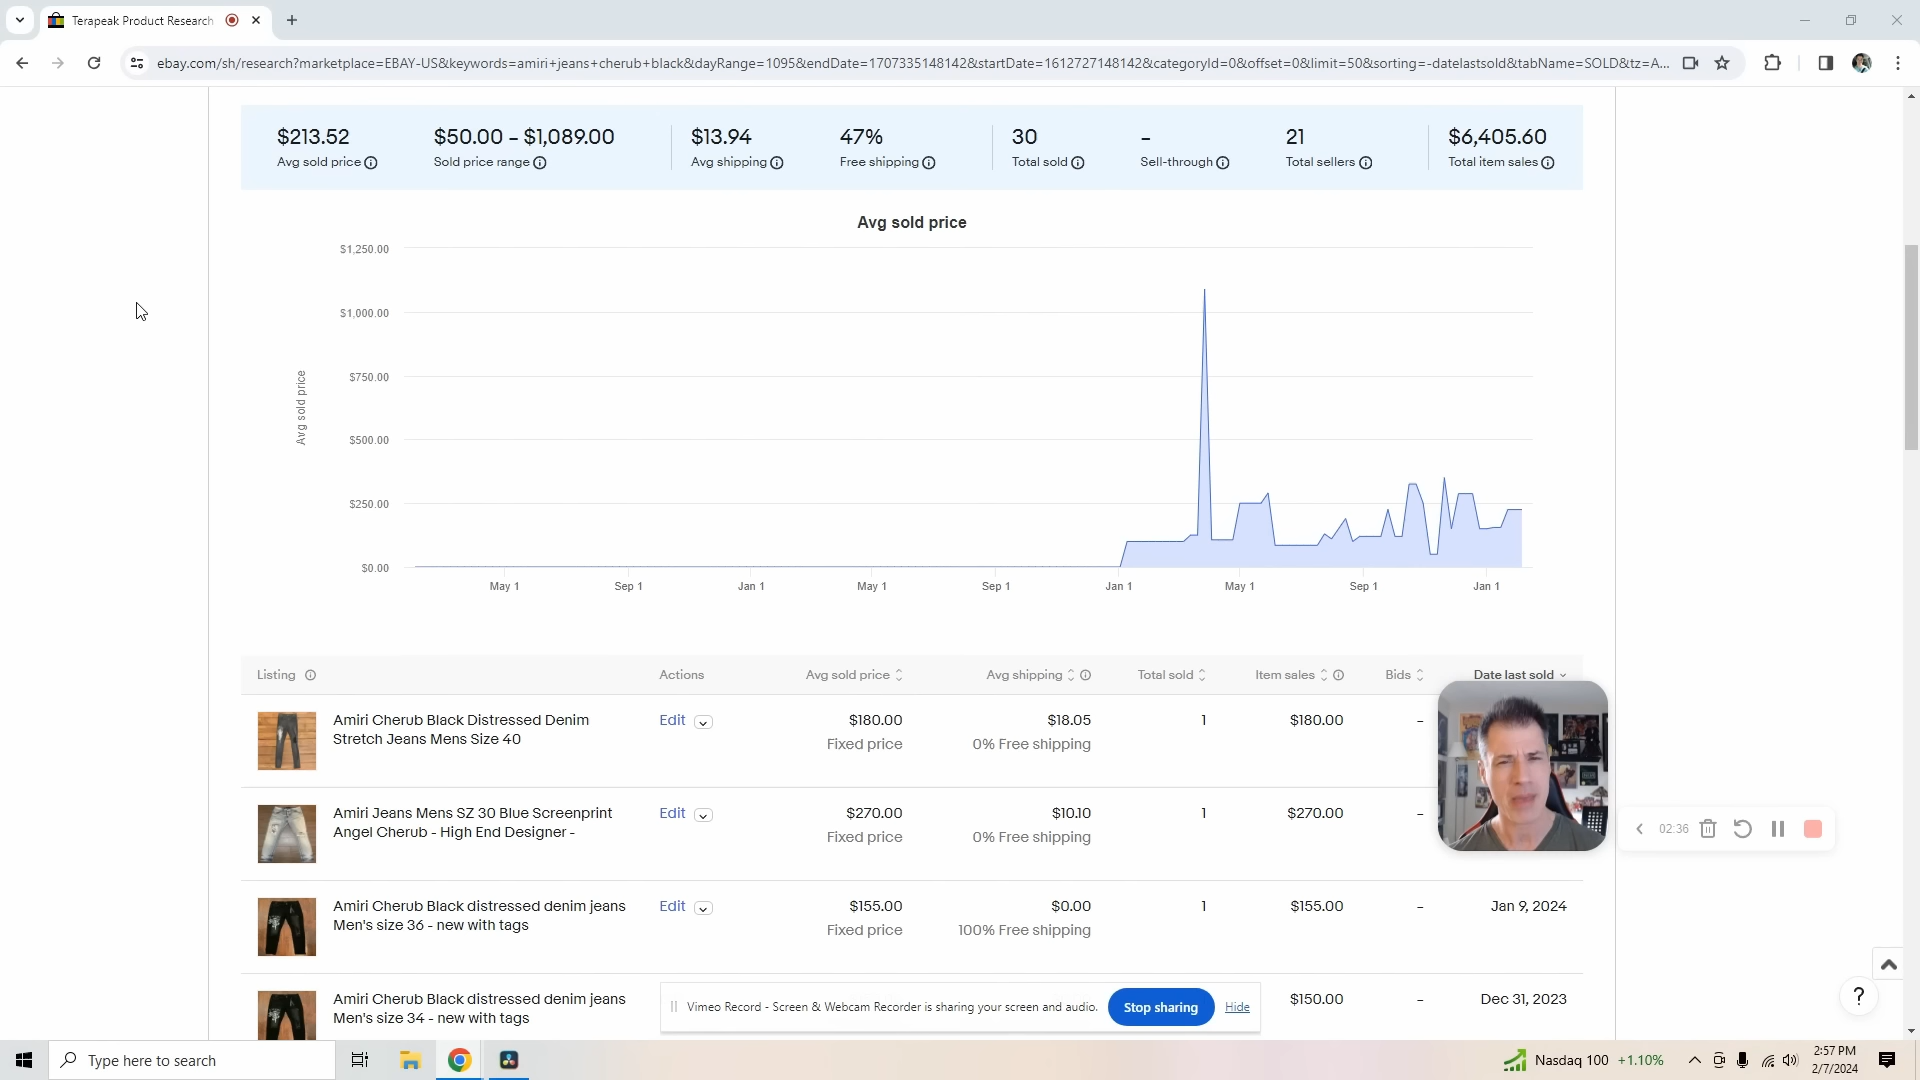 Terapeak Product Research
ebay.com/sh/research?marketplace=EBAY-US&keywords=amiri+jeans+cherub+black&dayRange=1095&endDate=1707335148142&startDate=1612727148142&categoryId=0&offset=0&limit=50&sorting=-datelastsold&tabName=SOLD&tz=A...
$213.52 $50.00 – $1,089.00 $13.94 47% 30 – 21 $6,405.60
Avg sold price Sold price range Avg shipping Free shipping Total sold Sell-through Total sellers Total item sales
Avg sold price
$1,250.00
$1,000.00
$750.00
$500.00
$250.00
$0.00
Avg sold price
May 1 Sep 1 Jan 1 May 1 Sep 1 Jan 1 May 1 Sep 1 Jan 1
Listing Actions Avg sold price Avg shipping Total sold Item sales Bids Date last sold
Amiri Cherub Black Distressed Denim Edit $180.00 $18.05 1 $180.00 –
Stretch Jeans Mens Size 40 Fixed price 0% Free shipping
Amiri Jeans Mens SZ 30 Blue Screenprint Edit $270.00 $10.10 1 $270.00 –
Angel Cherub - High End Designer - Fixed price 0% Free shipping
02:36
Amiri Cherub Black distressed denim jeans Edit $155.00 $0.00 1 $155.00 – Jan 9, 2024
Men's size 36 - new with tags Fixed price 100% Free shipping
Amiri Cherub Black distressed denim jeans $150.00 – Dec 31, 2023
Men's size 34 - new with tags
Vimeo Record - Screen & Webcam Recorder is sharing your screen and audio. Stop sharing Hide
?
Type here to search
Nasdaq 100 +1.10%
2:57 PM
2/7/2024